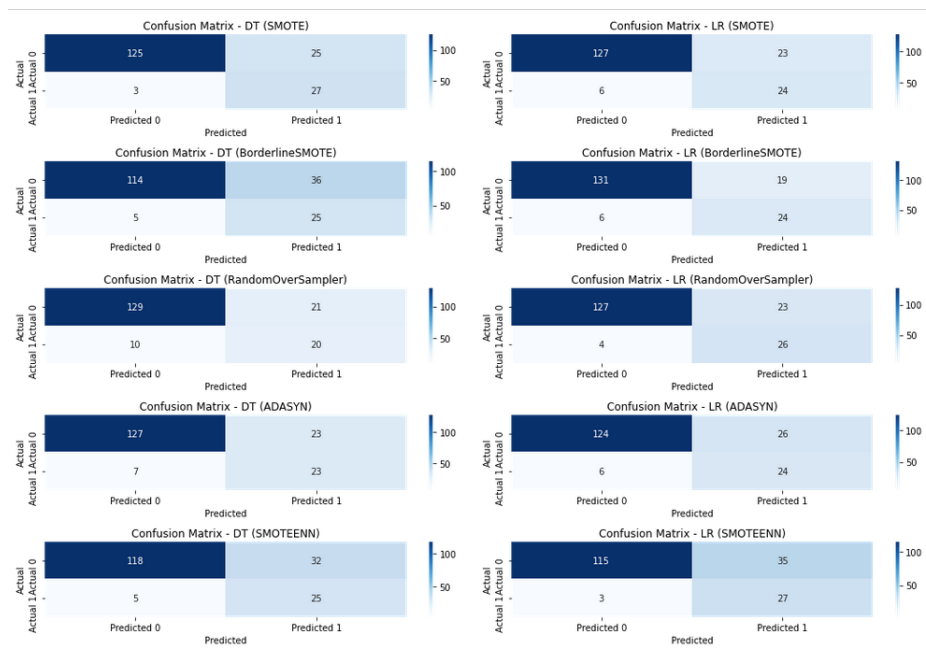 Confusion Matrix - DT (SMOTE)
Actual
Actual 0
Actual 1
125
25
3
27
100
50
Predicted 0
Predicted 1
Predicted
Confusion Matrix - LR (SMOTE)
Actual
Actual 0
Actual 1
127
23
6
24
100
50
Predicted 0
Predicted 1
Predicted
Confusion Matrix - DT (BorderlineSMOTE)
Actual
Actual 0
Actual 1
114
36
5
25
100
50
Predicted 0
Predicted 1
Predicted
Confusion Matrix - LR (BorderlineSMOTE)
Actual
Actual 0
Actual 1
131
19
6
24
100
50
Predicted 0
Predicted 1
Predicted
Confusion Matrix - DT (RandomOverSampler)
Actual
Actual 0
Actual 1
129
21
10
20
100
50
Predicted 0
Predicted 1
Predicted
Confusion Matrix - LR (RandomOverSampler)
Actual
Actual 0
Actual 1
127
23
4
26
100
50
Predicted 0
Predicted 1
Predicted
Confusion Matrix - DT (ADASYN)
Actual
Actual 0
Actual 1
127
23
7
23
100
50
Predicted 0
Predicted 1
Predicted
Confusion Matrix - LR (ADASYN)
Actual
Actual 0
Actual 1
124
26
6
24
100
50
Predicted 0
Predicted 1
Predicted
Confusion Matrix - DT (SMOTEENN)
Actual
Actual 0
Actual 1
118
32
5
25
100
50
Predicted 0
Predicted 1
Predicted
Confusion Matrix - LR (SMOTEENN)
Actual
Actual 0
Actual 1
115
35
3
27
100
50
Predicted 0
Predicted 1
Predicted